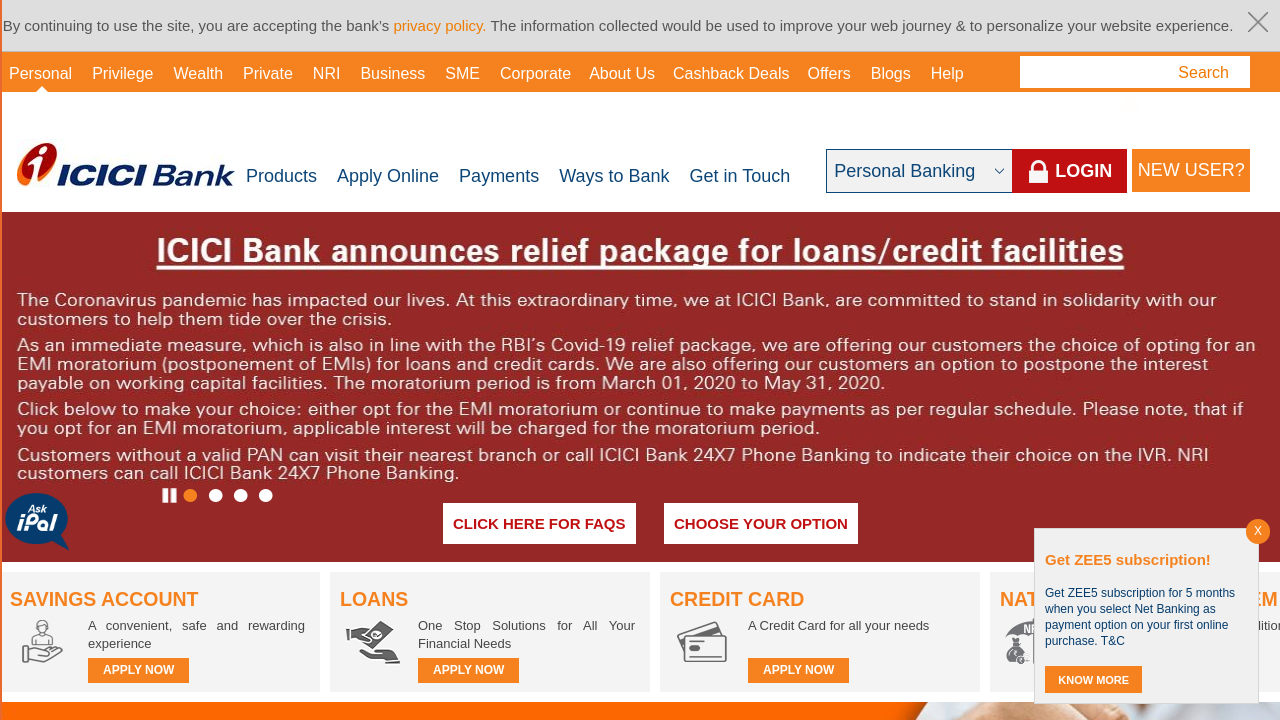 By continuing to use the site, you are accepting the bank's privacy policy. The information collected would be used to improve your web journey & to personalize your website experience.
Personal Privilege Wealth Private NRI Business SME Corporate About Us Cashback Deals Offers Blogs Help Search
ICICI Bank Products Apply Online Payments Ways to Bank Get in Touch Personal Banking LOGIN NEW USER?
ICICI Bank announces relief package for loans/credit facilities
The Coronavirus pandemic has impacted our lives. At this extraordinary time, we at ICICI Bank, are committed to stand in solidarity with our
customers to help them tide over the crisis.
As an immediate measure, which is also in line with the RBI's Covid-19 relief package, we are offering our customers the choice of opting for an
EMI moratorium (postponement of EMIs) for loans and credit cards. We are also offering our customers an option to postpone the interest
payable on working capital facilities. The moratorium period is from March 01, 2020 to May 31, 2020.
Click below to make your choice: either opt for the EMI moratorium or continue to make payments as per regular schedule. Please note, that if
you opt for an EMI moratorium, applicable interest will be charged for the moratorium period.
Customers without a valid PAN can visit their nearest branch or call ICICI Bank 24X7 Phone Banking to indicate their choice on the IVR. NRI
customers can call ICICI Bank 24X7 Phone Banking.
Ask
iPal
CLICK HERE FOR FAQS CHOOSE YOUR OPTION
SAVINGS ACCOUNT
A convenient, safe and rewarding
experience
APPLY NOW
LOANS
One Stop Solutions for All Your
Financial Needs
APPLY NOW
CREDIT CARD
A Credit Card for all your needs
APPLY NOW
X
Get ZEE5 subscription!
Get ZEE5 subscription for 5 months
when you select Net Banking as
payment option on your first online
purchase. T&C
KNOW MORE